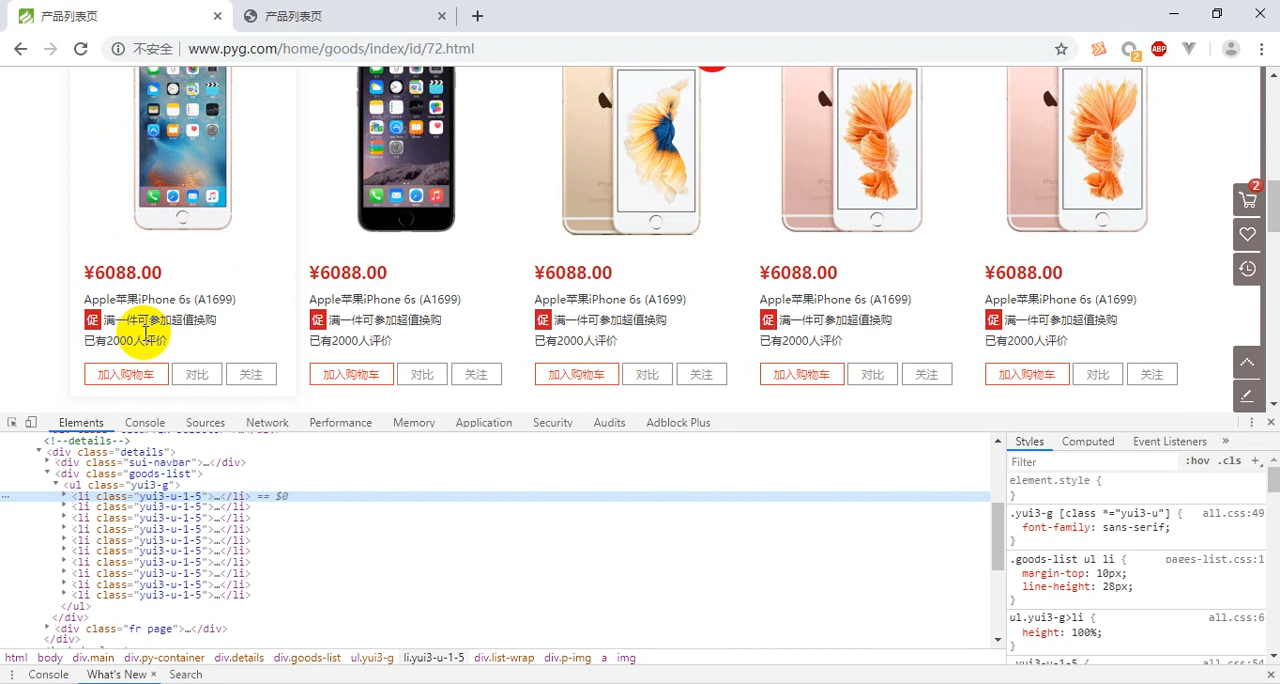 产品列表页
产品列表页
不安全 www.pyg.com/home/goods/index/id/72.html
2
ABP
2
¥6088.00 ¥6088.00 ¥6088.00 ¥6088.00 ¥6088.00
Apple苹果iPhone 6s (A1699) Apple苹果iPhone 6s (A1699) Apple苹果iPhone 6s (A1699) Apple苹果iPhone 6s (A1699) Apple苹果iPhone 6s (A1699)
促 满一件可参加超值换购 促 满一件可参加超值换购 促 满一件可参加超值换购 促 满一件可参加超值换购 促 满一件可参加超值换购
已有2000人评价 已有2000人评价 已有2000人评价 已有2000人评价 已有2000人评价
加入购物车 对比 关注 加入购物车 对比 关注 加入购物车 对比 关注 加入购物车 对比 关注 加入购物车 对比 关注
Elements Console Sources Network Performance Memory Application Security Audits Adblock Plus
<!--details-->
<div class="details">
<div class="sui-navbar">…</div>
<div class="goods-list">
<ul class="yui3-g">
<li class="yui3-u-1-5">…</li> == $0
<li class="yui3-u-1-5">…</li>
<li class="yui3-u-1-5">…</li>
<li class="yui3-u-1-5">…</li>
<li class="yui3-u-1-5">…</li>
<li class="yui3-u-1-5">…</li>
<li class="yui3-u-1-5">…</li>
<li class="yui3-u-1-5">…</li>
<li class="yui3-u-1-5">…</li>
<li class="yui3-u-1-5">…</li>
</ul>
</div>
<div class="fr page">…</div>
</div>
Styles Computed Event Listeners »
Filter :hov .cls +
element.style {
}
.yui3-g [class *="yui3-u"] { all.css:49
font-family: sans-serif;
}
.goods-list ul li { pages-list.css:1
margin-top: 10px;
line-height: 28px;
}
ul.yui3-g>li { all.css:6
height: 100%;
}
.yui3-u-1-5 { all.css:54
html body div.main div.py-container div.details div.goods-list ul.yui3-g li.yui3-u-1-5 div.list-wrap div.p-img a img
Console What's New × Search